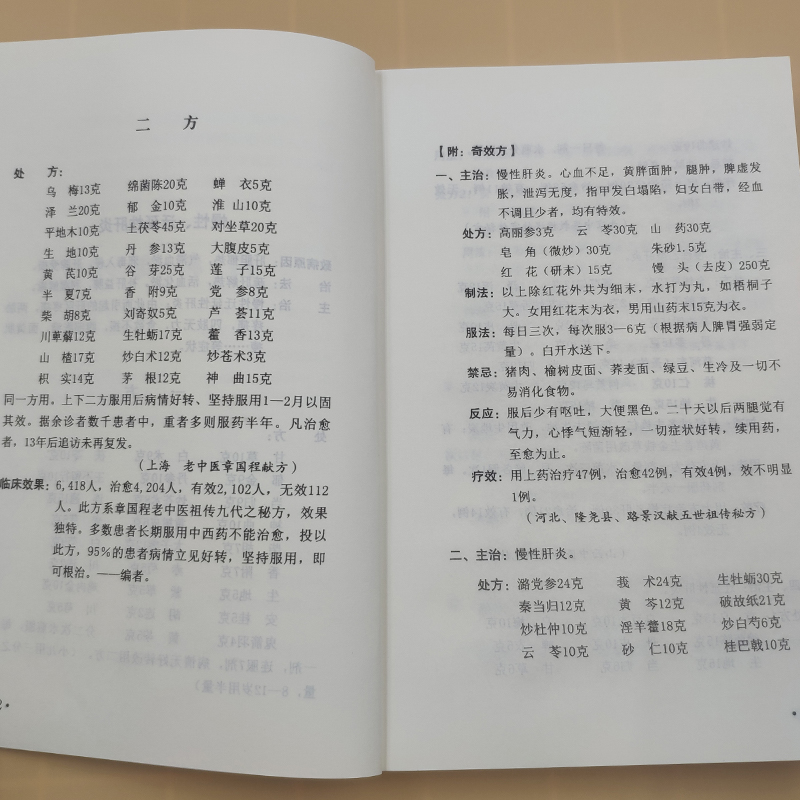 二 方
处 方：
乌 梅13克 绵茵陈20克 蝉 衣5克
泽 兰20克 郁 金10克 淮 山10克
平地木10克 土茯苓45克 对坐草20克
生 地10克 丹 参13克 大腹皮5克
黄 芪10克 谷 芽25克 莲 子15克
半 夏7克 香 附9克 党 参8克
柴 胡8克 刘寄奴5克 芦 荟11克
川萆薢12克 生牡蛎17克 藿 香13克
山 楂17克 炒白术12克 炒苍术3克
枳 实14克 茅 根12克 神 曲15克
同一方用。上下二方服用后病情好转、坚持服用1—2月以固
其效。据余诊者数千患者中，重者多则服药半年。凡治愈
者，13年后追访未再复发。
（上海 老中医章国程献方）
临床效果：6,418人，治愈4,204人，有效2,102人，无效112
人。此方系章国程老中医祖传九代之秘方，效果
独特。多数患者长期服用中西药不能治愈，投以
此方，95%的患者病情立见好转，坚持服用，即
可根治。——编者。
【附：奇效方】
一、主治：慢性肝炎。心血不足，黄胖面肿，腿肿，脾虚发
胀，泄泻无度，指甲发白塌陷，妇女白带，经血
不调且少者，均有特效。
处方：高丽参3克 云 苓30克 山 药30克
皂 角（微炒）30克 朱砂1.5克
红 花（研末）15克 馒 头（去皮）250克
制法：以上除红花外共为细末，水打为丸，如梧桐子
大。女用红花末为衣，男用山药末15克为衣。
服法：每日三次，每次服3—6克（根据病人脾胃强弱定
量）。白开水送下。
禁忌：猪肉、榆树皮面、荞麦面、绿豆、生冷及一切不
易消化食物。
反应：服后少有呕吐，大便黑色。二十天以后两腿觉有
气力，心悸气短渐轻，一切症状好转，续用药，
至愈为止。
疗效：用上药治疗47例，治愈42例，有效4例，效不明显
1例。
（河北、隆尧县、路景汉献五世祖传秘方）
二、主治：慢性肝炎。
处方：潞党参24克 莪 术24克 生牡蛎30克
秦当归12克 黄 芩12克 破故纸21克
炒杜仲10克 淫羊藿18克 炒白芍6克
云 苓10克 砂 仁10克 桂巴戟10克